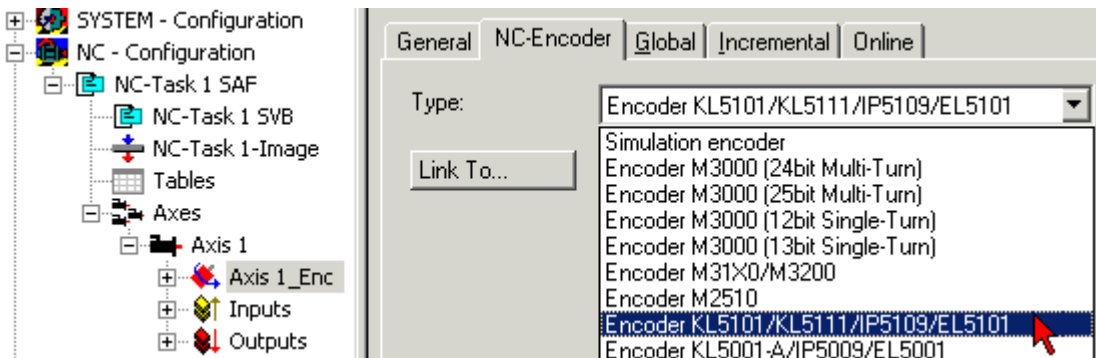 SYSTEM - Configuration
NC - Configuration
NC-Task 1 SAF
NC-Task 1 SVB
NC-Task 1-Image
Tables
Axes
Axis 1
Axis 1_Enc
Inputs
Outputs
General NC-Encoder Global Incremental Online
Type: Encoder KL5101/KL5111/IP5109/EL5101
Link To...
Simulation encoder
Encoder M3000 (24bit Multi-Turn)
Encoder M3000 (25bit Multi-Turn)
Encoder M3000 (12bit Single-Turn)
Encoder M3000 (13bit Single-Turn)
Encoder M31X0/M3200
Encoder M2510
Encoder KL5101/KL5111/IP5109/EL5101
Encoder KL5001-A/IP5009/EL5001